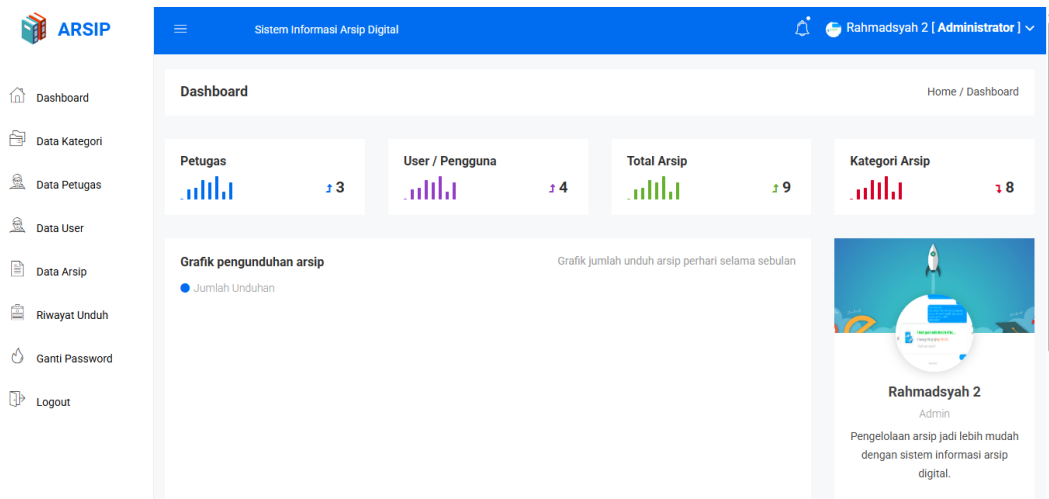 ARSIP
Sistem Informasi Arsip Digital
Rahmadsyah 2 [ Administrator ]
Dashboard
Data Kategori
Data Petugas
Data User
Data Arsip
Riwayat Unduh
Ganti Password
Logout
Dashboard
Home / Dashboard
Petugas
3
User / Pengguna
4
Total Arsip
9
Kategori Arsip
8
Grafik pengunduhan arsip
Grafik jumlah unduh arsip perhari selama sebulan
Jumlah Unduhan
Rahmadsyah 2
Admin
Pengelolaan arsip jadi lebih mudah
dengan sistem informasi arsip
digital.